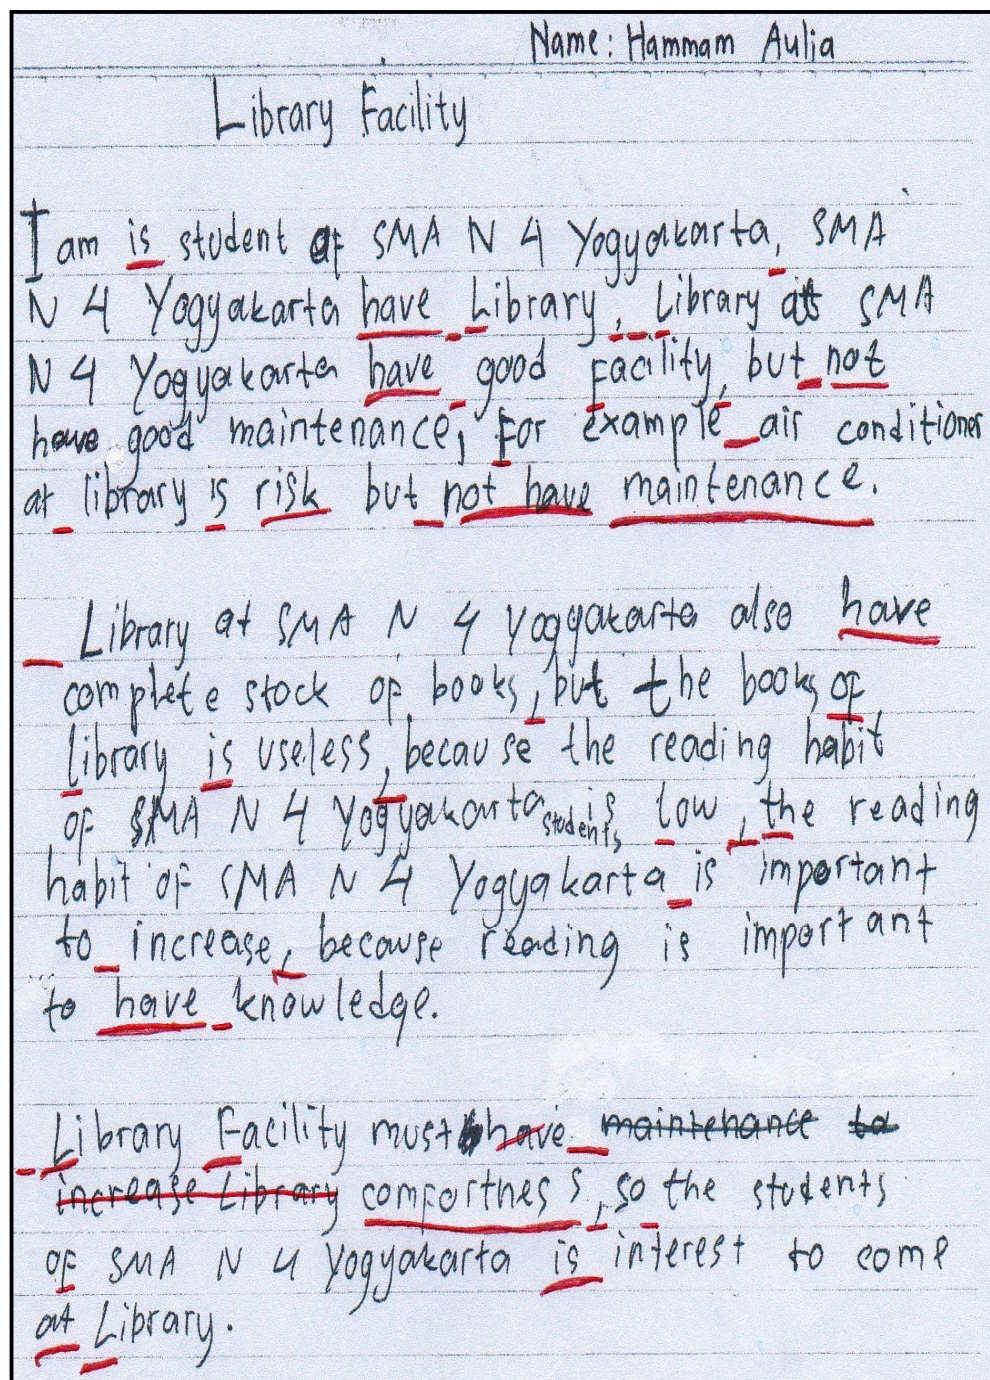 Name: Hammam Aulia
Library Facility
I am is student of SMA N 4 Yogyakarta, SMA
N 4 Yogyakarta have Library, Library at SMA
N 4 Yogyakarta have good Facility, but not
have good maintenance, For example air conditioner
at library is risk but not have maintenance.
Library at SMA N 4 Yogyakarta also have
complete stock of books, but the books of
library is useless, because the reading habit
of SMA N 4 Yogyakarta students is low, the reading
habit of SMA N 4 Yogyakarta is important
to increase, because reading is important
to have knowledge.
Library Facility must have maintenance to
increase Library comfortness, so the students
of SMA N 4 Yogyakarta is interest to come
at Library.